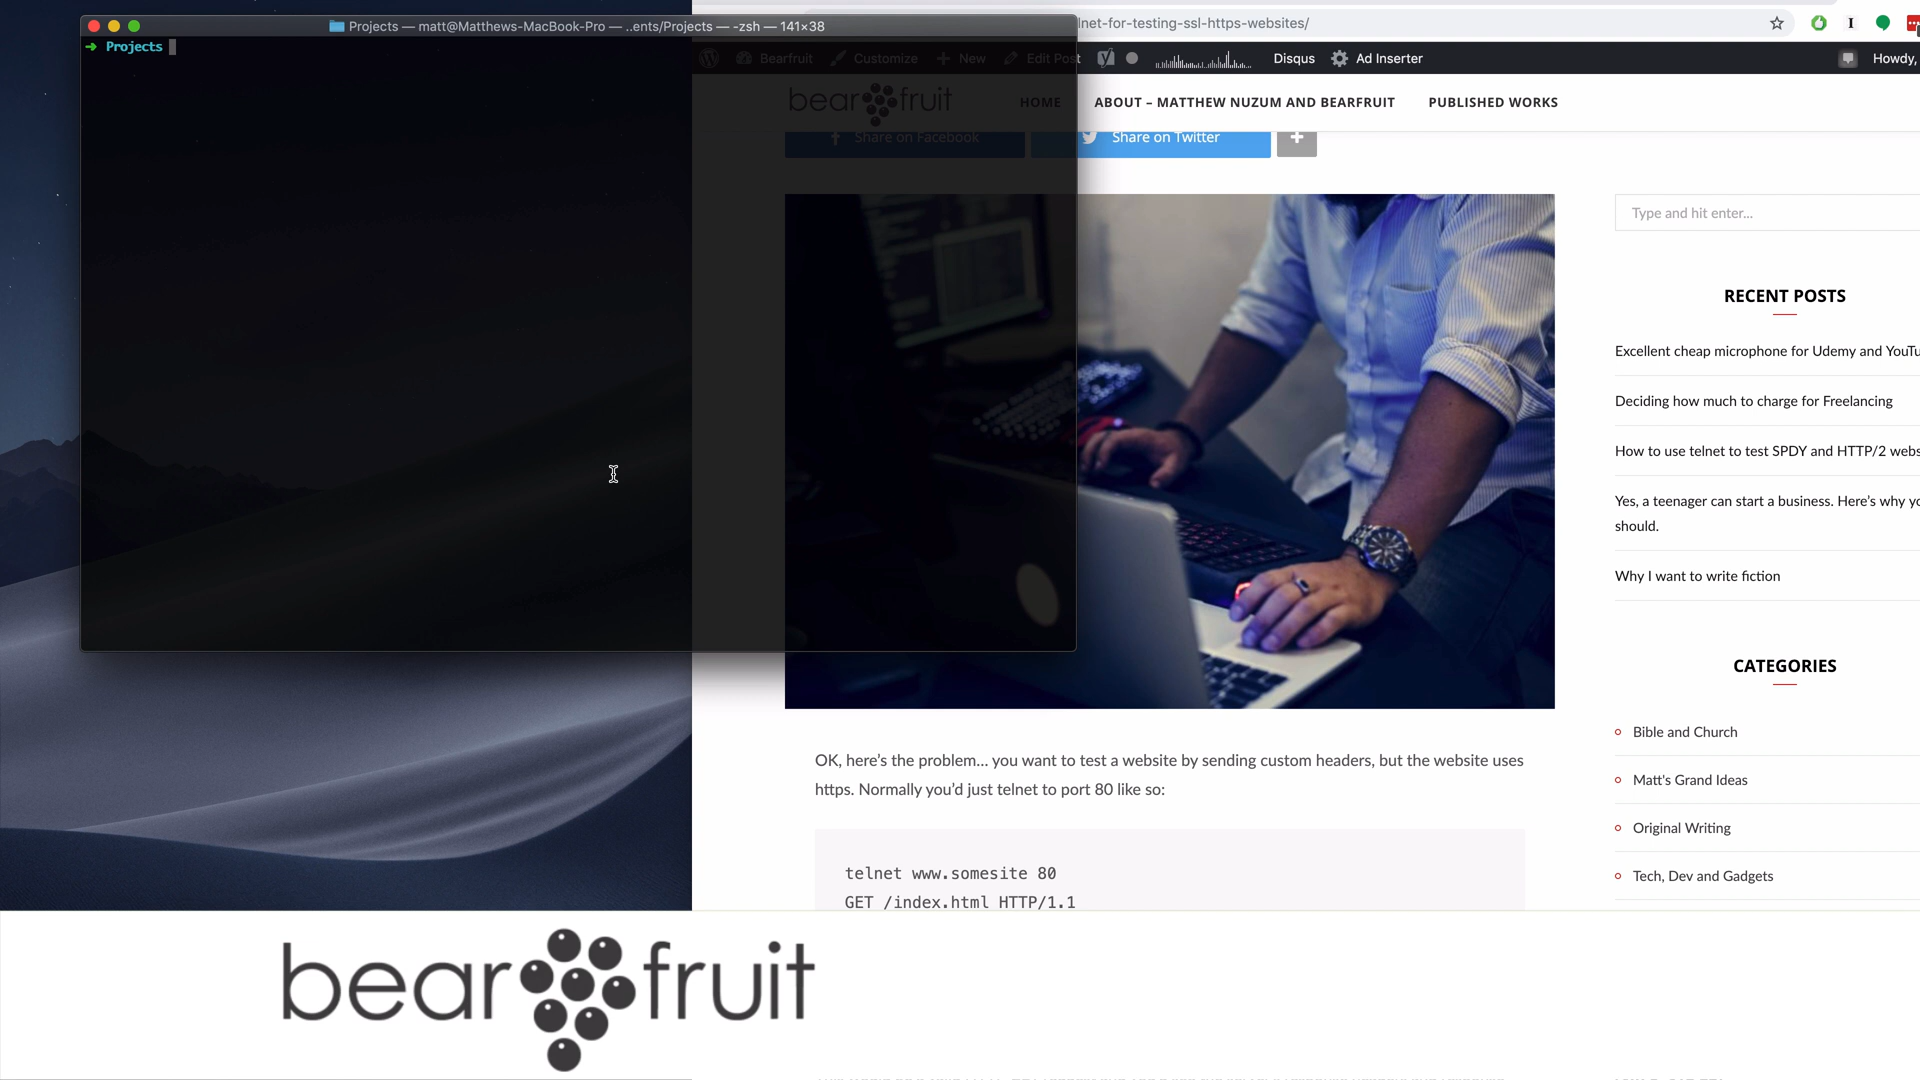 Projects — matt@Matthews-MacBook-Pro — ..ents/Projects — -zsh — 141×38
➜ Projects
lnet-for-testing-ssl-https-websites/
Bearfruit Customize New Edit Post Disqus Ad Inserter Howdy,
bear fruit
HOME ABOUT – MATTHEW NUZUM AND BEARFRUIT PUBLISHED WORKS
Share on Facebook Share on Twitter +
Type and hit enter...
RECENT POSTS
Excellent cheap microphone for Udemy and YouTu
Deciding how much to charge for Freelancing
How to use telnet to test SPDY and HTTP/2 webs
Yes, a teenager can start a business. Here’s why yo
should.
Why I want to write fiction
CATEGORIES
Bible and Church
Matt's Grand Ideas
Original Writing
Tech, Dev and Gadgets
OK, here’s the problem… you want to test a website by sending custom headers, but the website uses
https. Normally you’d just telnet to port 80 like so:
telnet www.somesite 80
GET /index.html HTTP/1.1
bear fruit